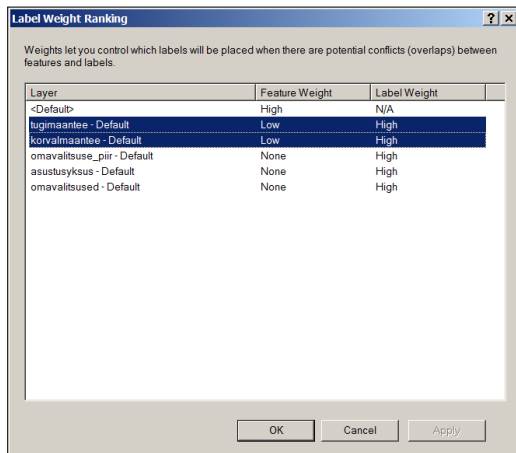 Label Weight Ranking
Weights let you control which labels will be placed when there are potential conflicts (overlaps) between
features and labels.
Layer Feature Weight Label Weight
<Default> High N/A
tugimaantee - Default Low High
korvalmaantee - Default Low High
omavalitsuse_piir - Default None High
asustusyksus - Default None High
omavalitsused - Default None High
OK Cancel Apply